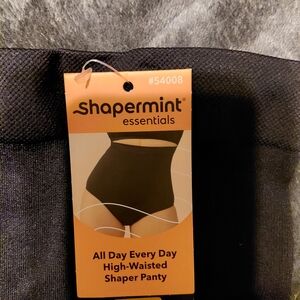 #54008
Shapermint
essentials
All Day Every Day
High-Waisted
Shaper Panty